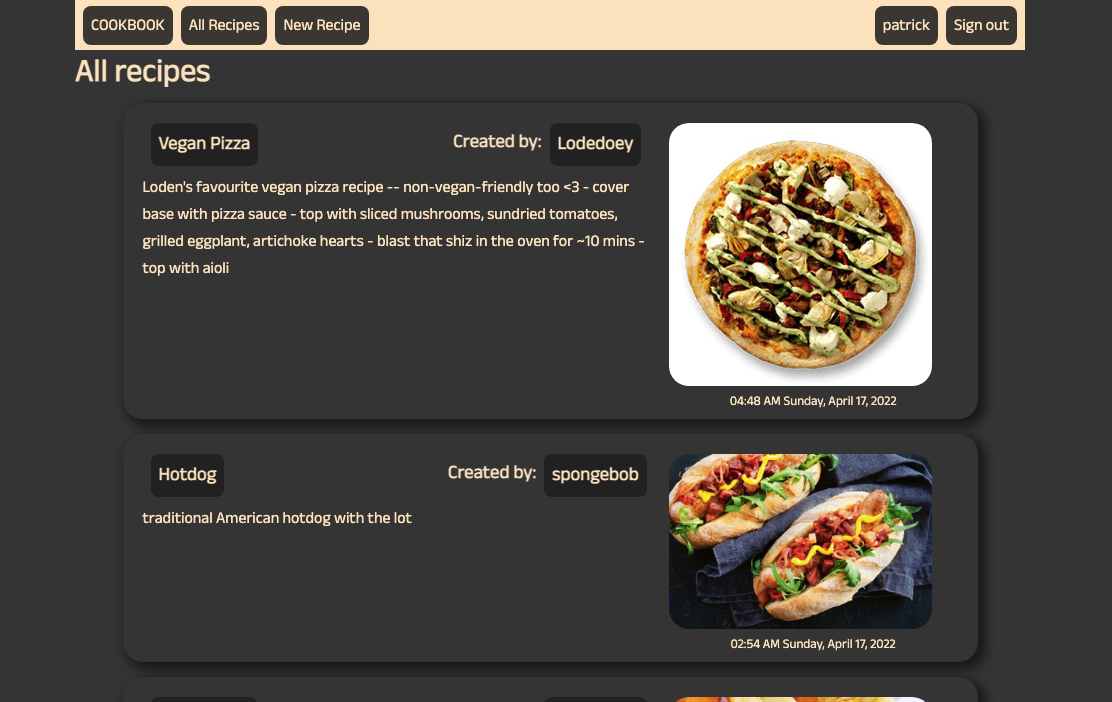 COOKBOOK All Recipes New Recipe patrick Sign out
All recipes
Vegan Pizza Created by: Lodedoey
Loden's favourite vegan pizza recipe -- non-vegan-friendly too <3 - cover
base with pizza sauce - top with sliced mushrooms, sundried tomatoes,
grilled eggplant, artichoke hearts - blast that shiz in the oven for ~10 mins -
top with aioli
04:48 AM Sunday, April 17, 2022
Hotdog Created by: spongebob
traditional American hotdog with the lot
02:54 AM Sunday, April 17, 2022